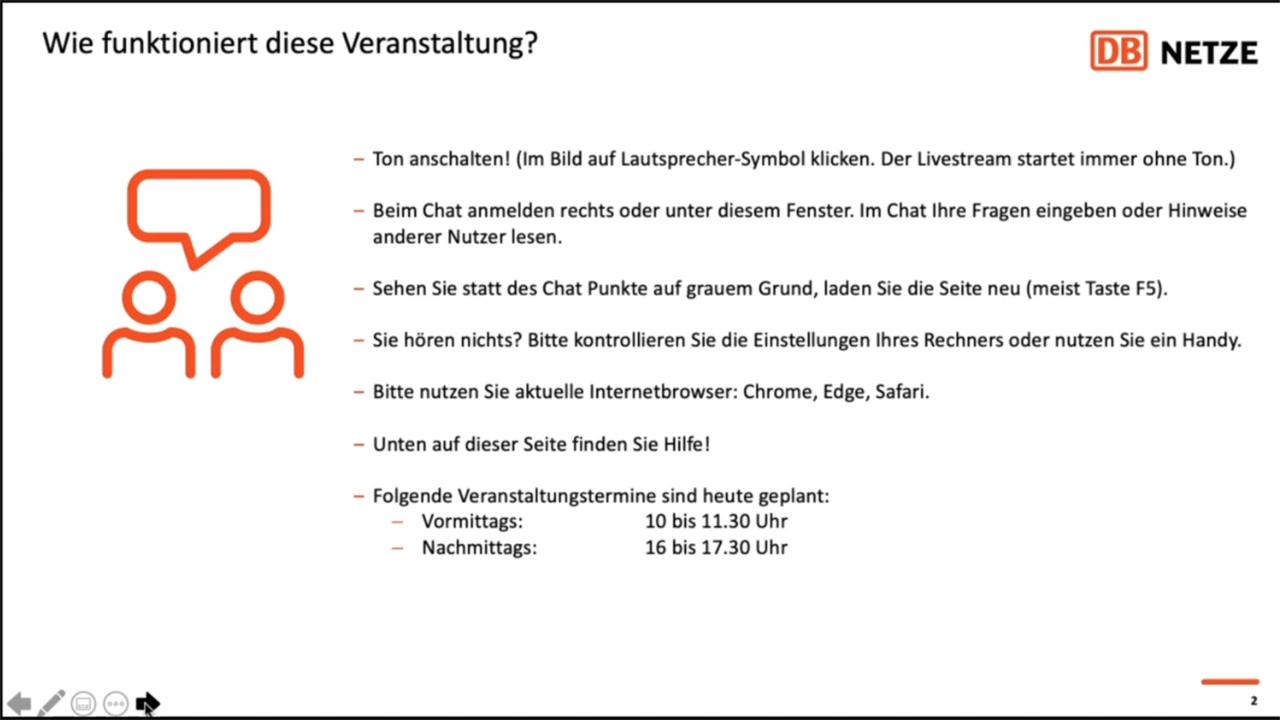 Wie funktioniert diese Veranstaltung?
DB NETZE
– Ton anschalten! (Im Bild auf Lautsprecher-Symbol klicken. Der Livestream startet immer ohne Ton.)
– Beim Chat anmelden rechts oder unter diesem Fenster. Im Chat Ihre Fragen eingeben oder Hinweise
anderer Nutzer lesen.
– Sehen Sie statt des Chat Punkte auf grauem Grund, laden Sie die Seite neu (meist Taste F5).
– Sie hören nichts? Bitte kontrollieren Sie die Einstellungen Ihres Rechners oder nutzen Sie ein Handy.
– Bitte nutzen Sie aktuelle Internetbrowser: Chrome, Edge, Safari.
– Unten auf dieser Seite finden Sie Hilfe!
– Folgende Veranstaltungstermine sind heute geplant:
– Vormittags: 10 bis 11.30 Uhr
– Nachmittags: 16 bis 17.30 Uhr
2